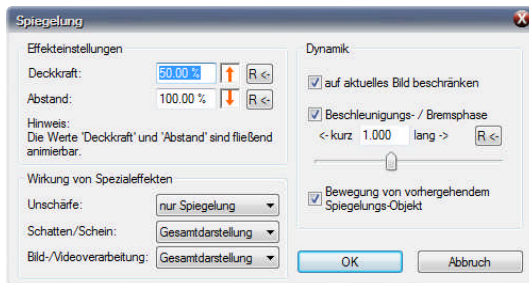 Spiegelung
Effekteinstellungen
Deckkraft: 50.00 % R <-
Abstand: 100.00 % R <-
Hinweis:
Die Werte 'Deckkraft' und 'Abstand' sind fließend
animierbar.
Wirkung von Spezialeffekten
Unschärfe: nur Spiegelung
Schatten/Schein: Gesamtdarstellung
Bild-/Videoverarbeitung: Gesamtdarstellung
Dynamik
auf aktuelles Bild beschränken
Beschleunigungs- / Bremsphase
<- kurz 1.000 lang -> R <-
Bewegung von vorhergehendem
Spiegelungs-Objekt
OK Abbruch